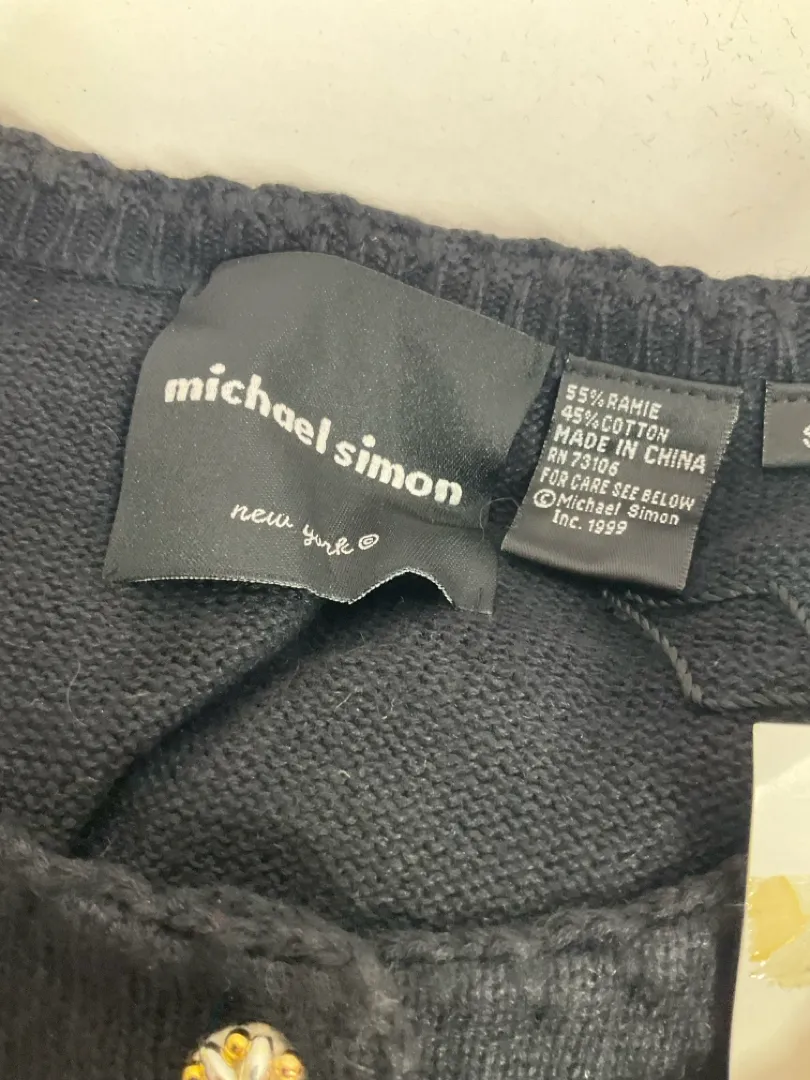 michael simon
new york ©
55% RAMIE
45% COTTON
MADE IN CHINA
RN 73106
FOR CARE SEE BELOW
©Michael Simon
Inc. 1999